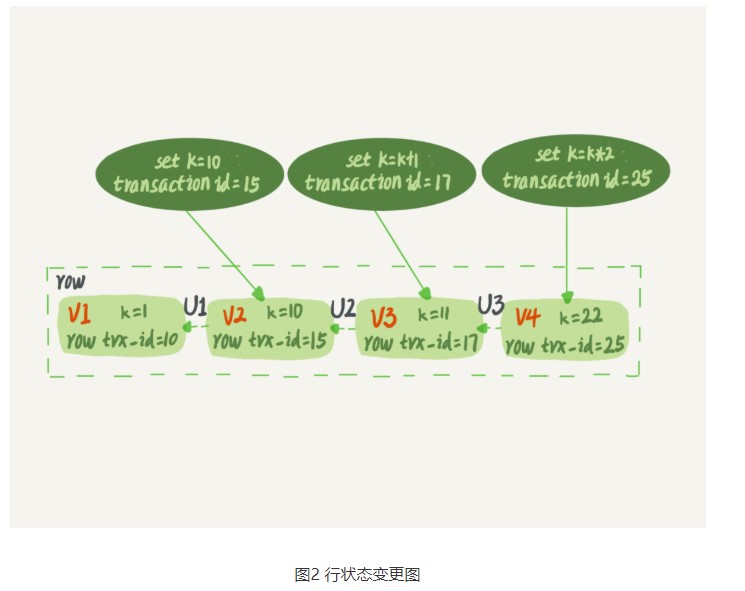 set k=10
transaction id=15
set k=k+1
transaction id=17
set k=k*2
transaction id=25
row
V1 k=1
row trx-id=10
U1
V2 k=10
row trx-id=15
U2
V3 k=11
row trx-id=17
U3
V4 k=22
row trx-id=25
图2 行状态变更图